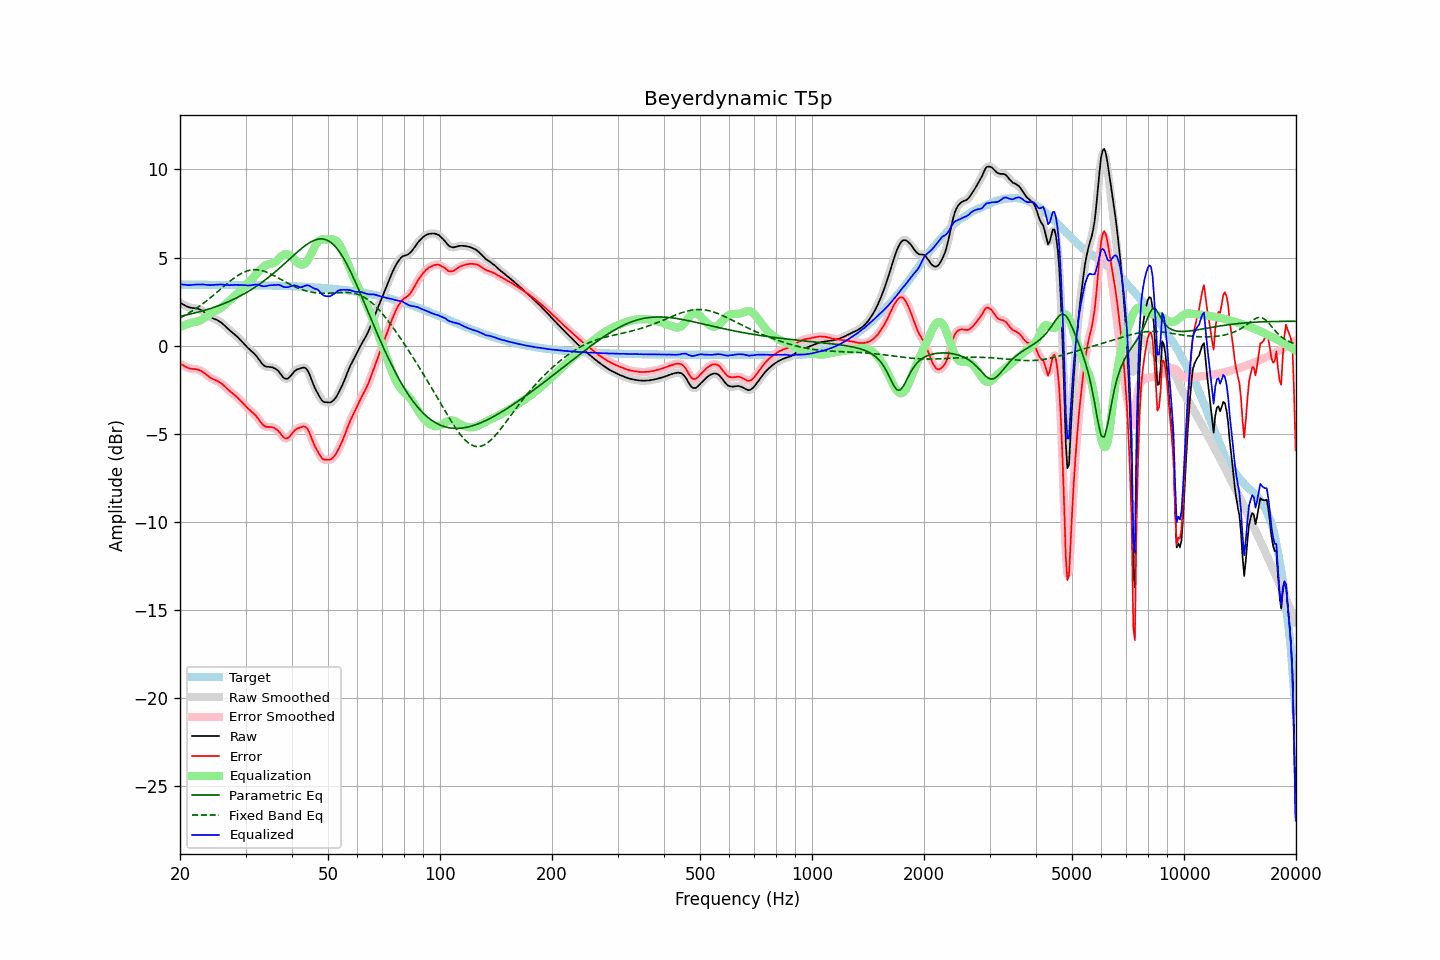 Beyerdynamic T5p
Amplitude (dBr)
10
5
0
−5
−10
−15
−20
−25
Target
Raw Smoothed
Error Smoothed
Raw
Error
Equalization
Parametric Eq
Fixed Band Eq
Equalized
20 50 100 200 500 1000 2000 5000 10000 20000
Frequency (Hz)